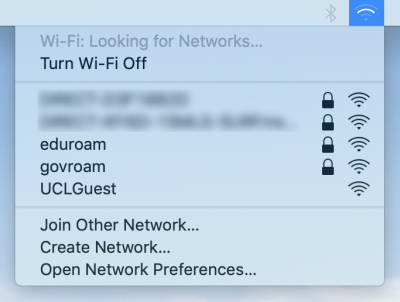 Wi-Fi: Looking for Networks...
Turn Wi-Fi Off
eduroam
govroam
UCLGuest
Join Other Network...
Create Network...
Open Network Preferences...